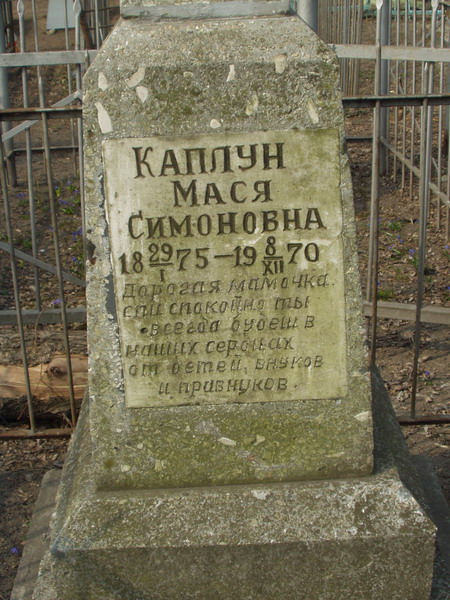 КАПЛУН
МАСЯ
СИМОНОВНА
18 29/I 75 - 19 8/XII 70
Дорогая мамочка.
спи спокойно ты
всегда будеш в
наших сердцах
от детей, внуков
и правнуков.